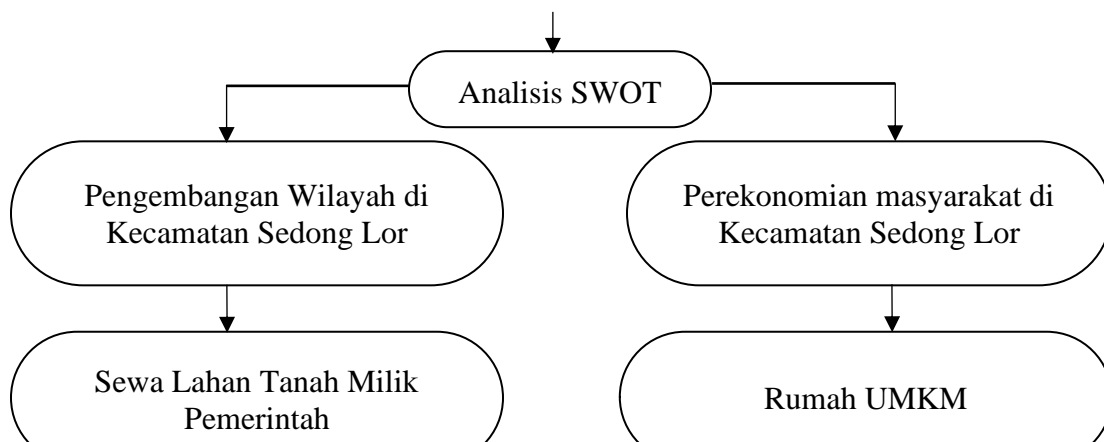 Analisis SWOT
Pengembangan Wilayah di
Kecamatan Sedong Lor
Perekonomian masyarakat di
Kecamatan Sedong Lor
Sewa Lahan Tanah Milik
Pemerintah
Rumah UMKM